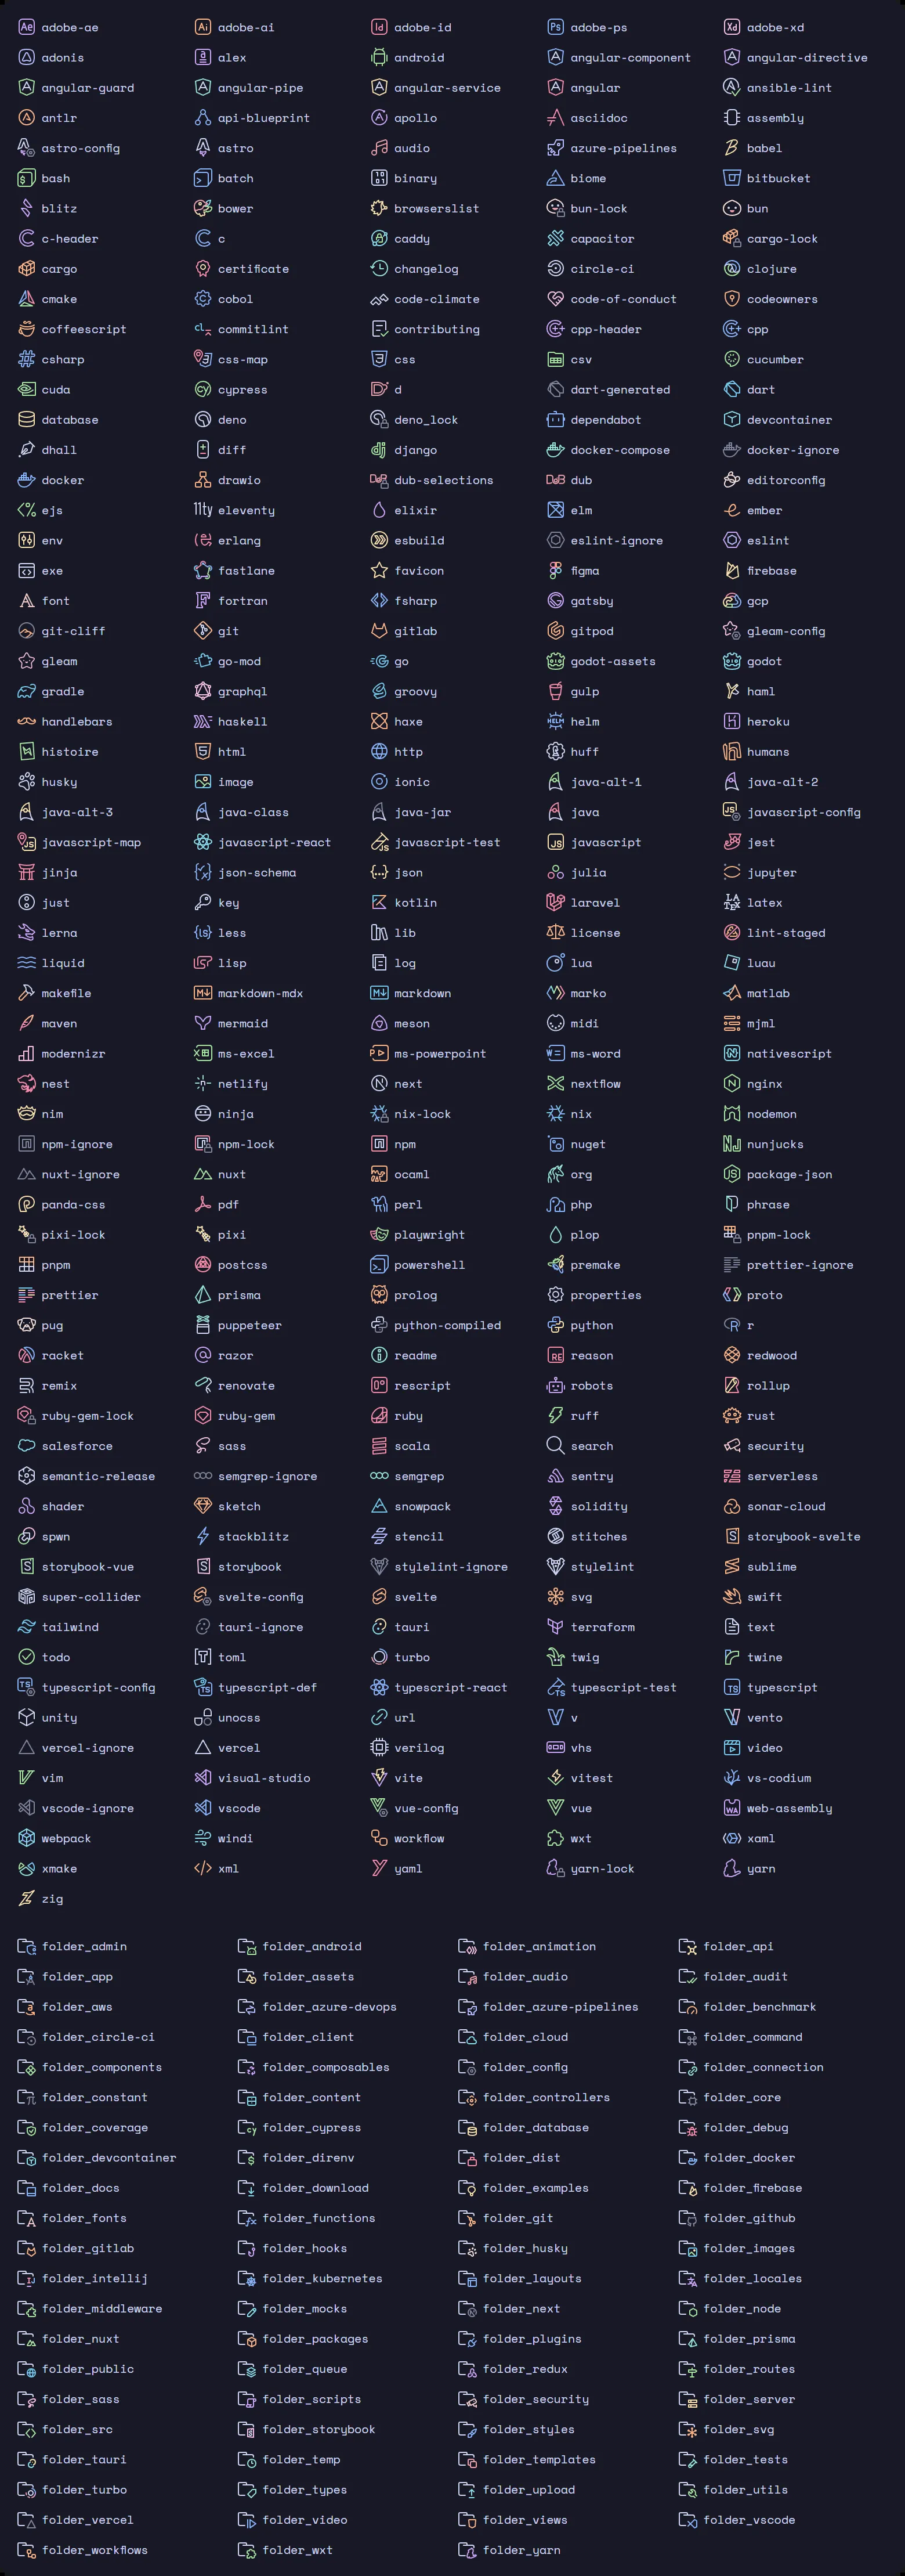 adobe-ae adobe-ai adobe-id adobe-ps adobe-xd
adonis alex android angular-component angular-directive
angular-guard angular-pipe angular-service angular ansible-lint
antlr api-blueprint apollo asciidoc assembly
astro-config astro audio azure-pipelines babel
bash batch binary biome bitbucket
blitz bower browserslist bun-lock bun
c-header c caddy capacitor cargo-lock
cargo certificate changelog circle-ci clojure
cmake cobol code-climate code-of-conduct codeowners
coffeescript commitlint contributing cpp-header cpp
csharp css-map css csv cucumber
cuda cypress d dart-generated dart
database deno deno_lock dependabot devcontainer
dhall diff django docker-compose docker-ignore
docker drawio dub-selections dub editorconfig
ejs eleventy elixir elm ember
env erlang esbuild eslint-ignore eslint
exe fastlane favicon figma firebase
font fortran fsharp gatsby gcp
git-cliff git gitlab gitpod gleam-config
gleam go-mod go godot-assets godot
gradle graphql groovy gulp haml
handlebars haskell haxe helm heroku
histoire html http huff humans
husky image ionic java-alt-1 java-alt-2
java-alt-3 java-class java-jar java javascript-config
javascript-map javascript-react javascript-test javascript jest
jinja json-schema json julia jupyter
just key kotlin laravel latex
lerna less lib license lint-staged
liquid lisp log lua luau
makefile markdown-mdx markdown marko matlab
maven mermaid meson midi mjml
modernizr ms-excel ms-powerpoint ms-word nativescript
nest netlify next nextflow nginx
nim ninja nix-lock nix nodemon
npm-ignore npm-lock npm nuget nunjucks
nuxt-ignore nuxt ocaml org package-json
panda-css pdf perl php phrase
pixi-lock pixi playwright plop pnpm-lock
pnpm postcss powershell premake prettier-ignore
prettier prisma prolog properties proto
pug puppeteer python-compiled python r
racket razor readme reason redwood
remix renovate rescript robots rollup
ruby-gem-lock ruby-gem ruby ruff rust
salesforce sass scala search security
semantic-release semgrep-ignore semgrep sentry serverless
shader sketch snowpack solidity sonar-cloud
spwn stackblitz stencil stitches storybook-svelte
storybook-vue storybook stylelint-ignore stylelint sublime
super-collider svelte-config svelte svg swift
tailwind tauri-ignore tauri terraform text
todo toml turbo twig twine
typescript-config typescript-def typescript-react typescript-test typescript
unity unocss url v vento
vercel-ignore vercel verilog vhs video
vim visual-studio vite vitest vs-codium
vscode-ignore vscode vue-config vue web-assembly
webpack windi workflow wxt xaml
xmake xml yaml yarn-lock yarn
zig
folder_admin folder_android folder_animation folder_api
folder_app folder_assets folder_audio folder_audit
folder_aws folder_azure-devops folder_azure-pipelines folder_benchmark
folder_circle-ci folder_client folder_cloud folder_command
folder_components folder_composables folder_config folder_connection
folder_constant folder_content folder_controllers folder_core
folder_coverage folder_cypress folder_database folder_debug
folder_devcontainer folder_direnv folder_dist folder_docker
folder_docs folder_download folder_examples folder_firebase
folder_fonts folder_functions folder_git folder_github
folder_gitlab folder_hooks folder_husky folder_images
folder_intellij folder_kubernetes folder_layouts folder_locales
folder_middleware folder_mocks folder_next folder_node
folder_nuxt folder_packages folder_plugins folder_prisma
folder_public folder_queue folder_redux folder_routes
folder_sass folder_scripts folder_security folder_server
folder_src folder_storybook folder_styles folder_svg
folder_tauri folder_temp folder_templates folder_tests
folder_turbo folder_types folder_upload folder_utils
folder_vercel folder_video folder_views folder_vscode
folder_workflows folder_wxt folder_yarn